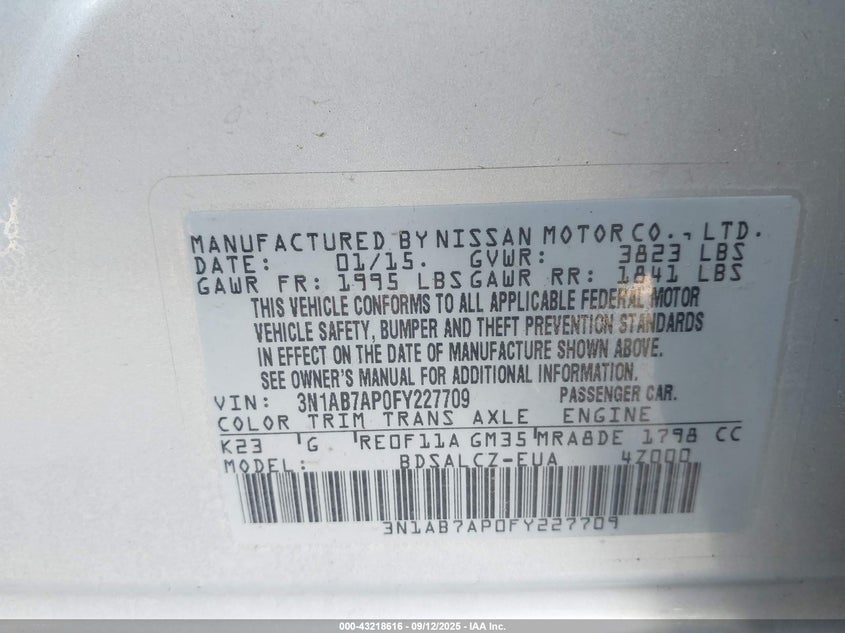 MANUFACTURED BY NISSAN MOTOR CO., LTD.
DATE: 01/15. GVWR: 3823 LBS
GAWR FR: 1995 LBS GAWR RR: 1841 LBS
THIS VEHICLE CONFORMS TO ALL APPLICABLE FEDERAL MOTOR
VEHICLE SAFETY, BUMPER AND THEFT PREVENTION STANDARDS
IN EFFECT ON THE DATE OF MANUFACTURE SHOWN ABOVE.
SEE OWNER'S MANUAL FOR ADDITIONAL INFORMATION.
VIN: 3N1AB7AP0FY227709 PASSENGER CAR.
COLOR TRIM TRANS AXLE ENGINE
K23 G RE0F11A GM35 MRA8DE 1798 CC
MODEL: BDSALCZ-EUA 4Z000
3N1AB7AP0FY227709
000-43218616 - 09/12/2025 - IAA Inc.